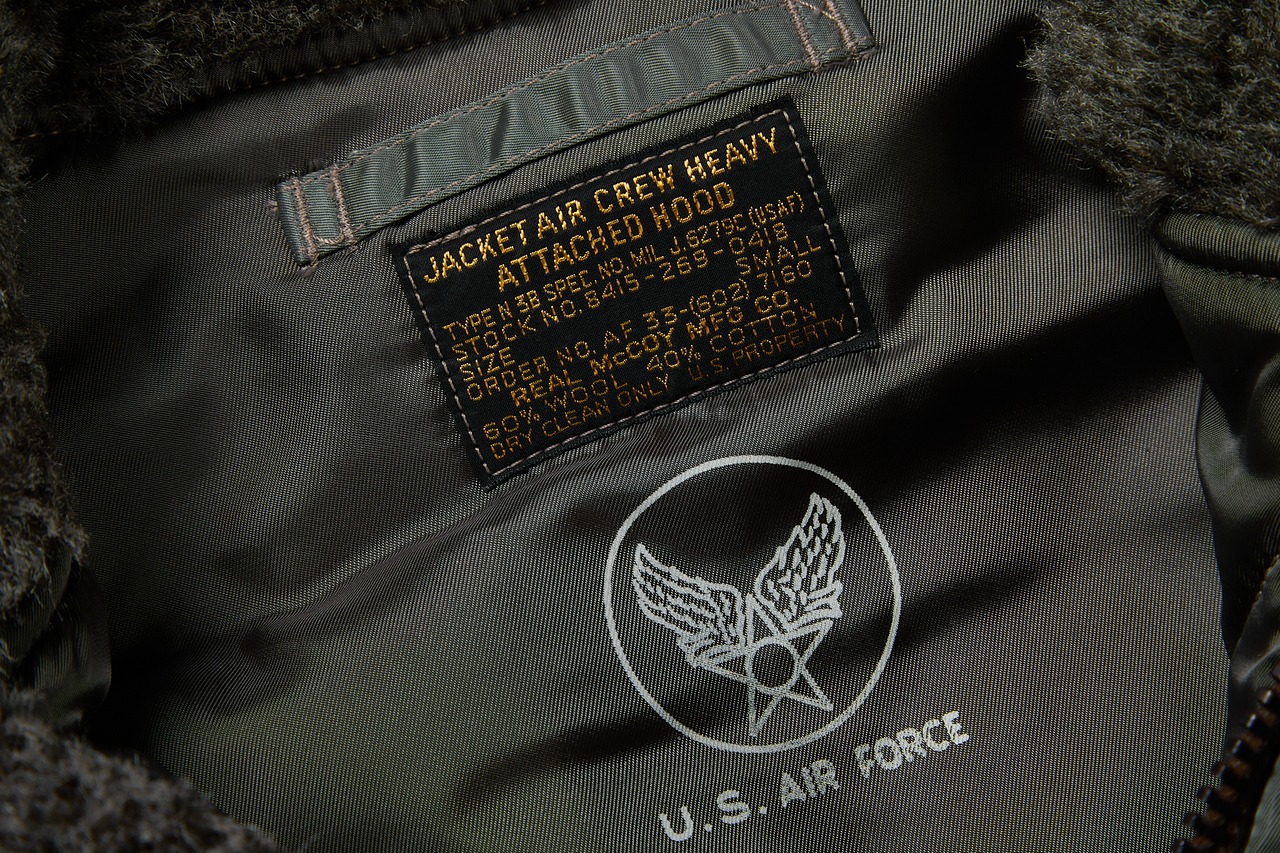 JACKET AIR CREW HEAVY
ATTACHED HOOD
TYPE N 3B SPEC. NO. MIL J.6279C (USAF)
STOCK NO. 8415-269-0418
SIZE SMALL
ORDER NO. AF 33-(602) 7160
REAL McCOY MFG CO.
60% WOOL 40% COTTON
DRY CLEAN ONLY U.S. PROPERTY
U.S. AIR FORCE